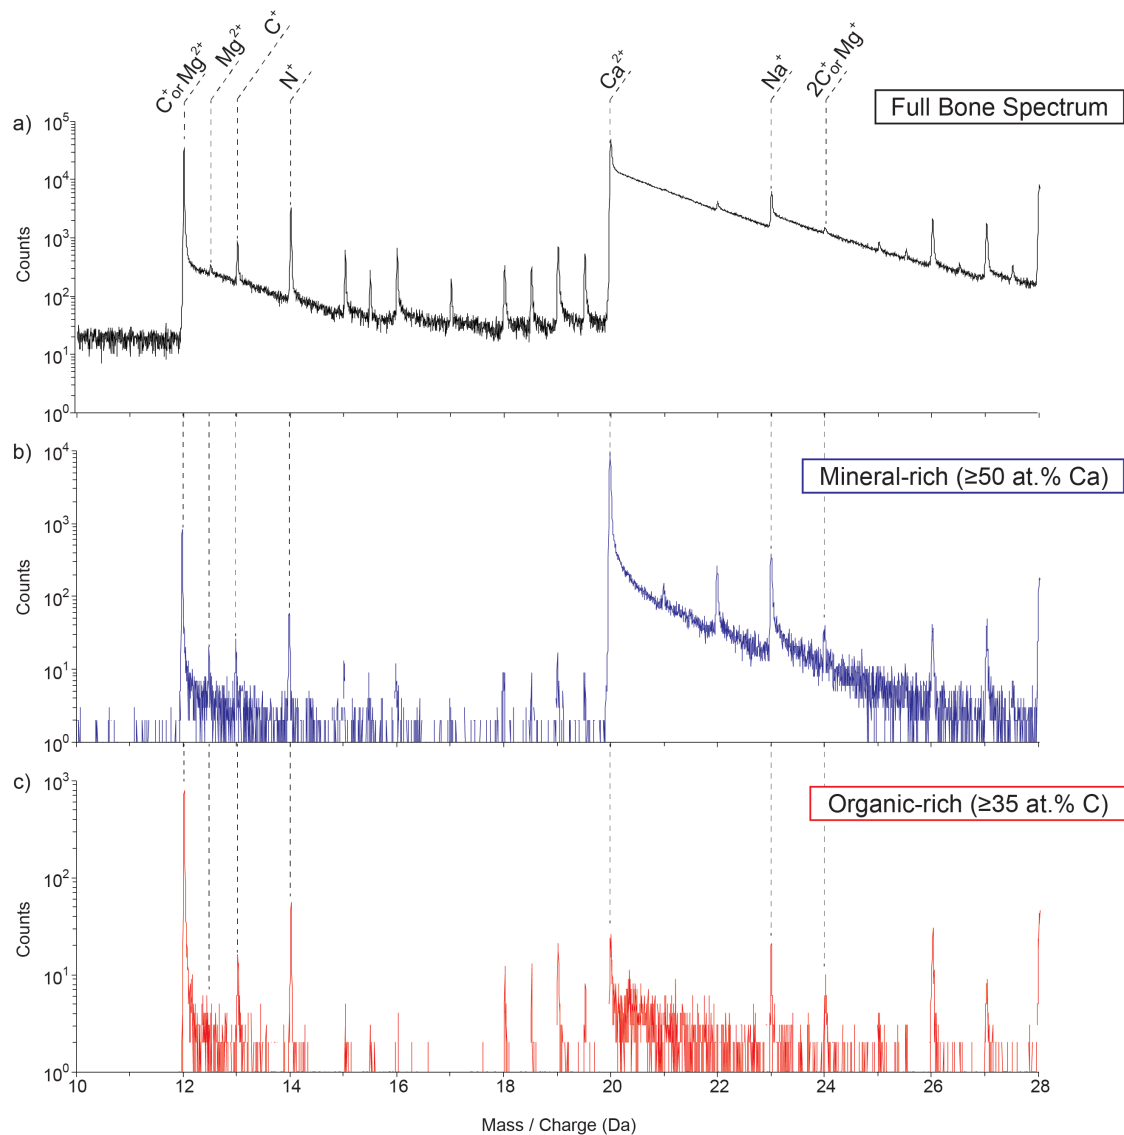 C⁺ or Mg²⁺
Mg²⁺
C⁺
N⁺
Ca²⁺
Na⁺
2C⁺ or Mg⁺
Full Bone Spectrum
a)
10⁵
10⁴
10³
10²
10¹
10⁰
Counts
b)
Mineral-rich (≥50 at.% Ca)
10⁴
10³
10²
10¹
10⁰
Counts
c)
Organic-rich (≥35 at.% C)
10³
10²
10¹
10⁰
Counts
10 12 14 16 18 20 22 24 26 28
Mass / Charge (Da)